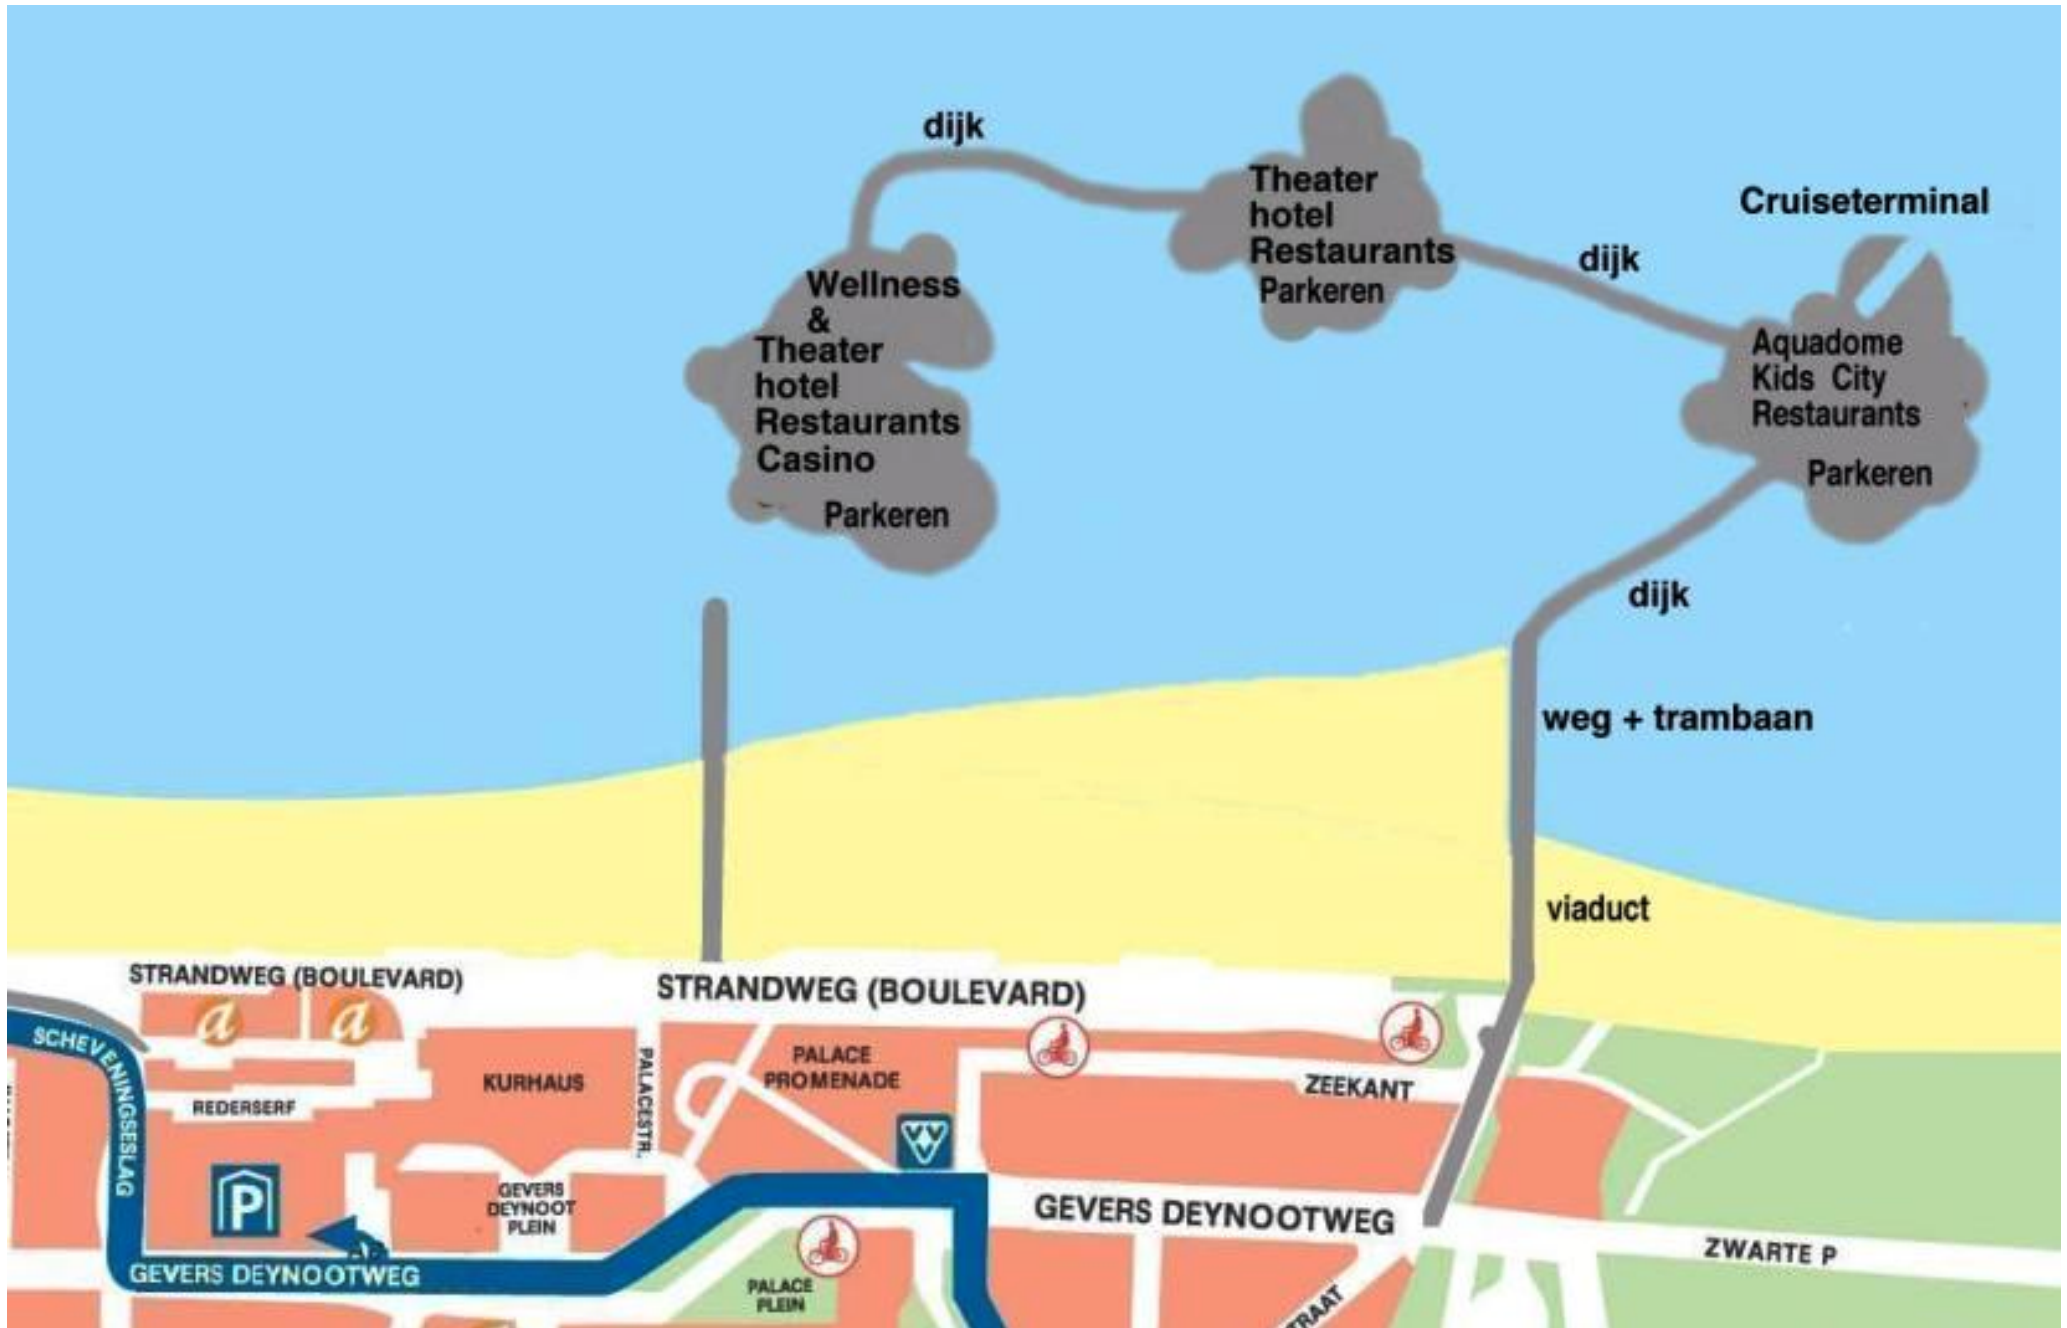 dijk
Theater
hotel
Restaurants
Parkeren
Cruiseterminal
dijk
Wellness
&
Theater
hotel
Restaurants
Casino
Parkeren
Aquadome
Kids City
Restaurants
Parkeren
dijk
weg + trambaan
viaduct
STRANDWEG (BOULEVARD)
STRANDWEG (BOULEVARD)
a
a
SCHEVENINGSESLAG
KURHAUS
PALACESTR.
PALACE
PROMENADE
ZEEKANT
REDERSERF
P
GEVERS
DEYNOOT
PLEIN
VVV
GEVERS DEYNOOTWEG
ZWARTE P
GEVERS DEYNOOTWEG
PALACE
PLEIN
TRAAT